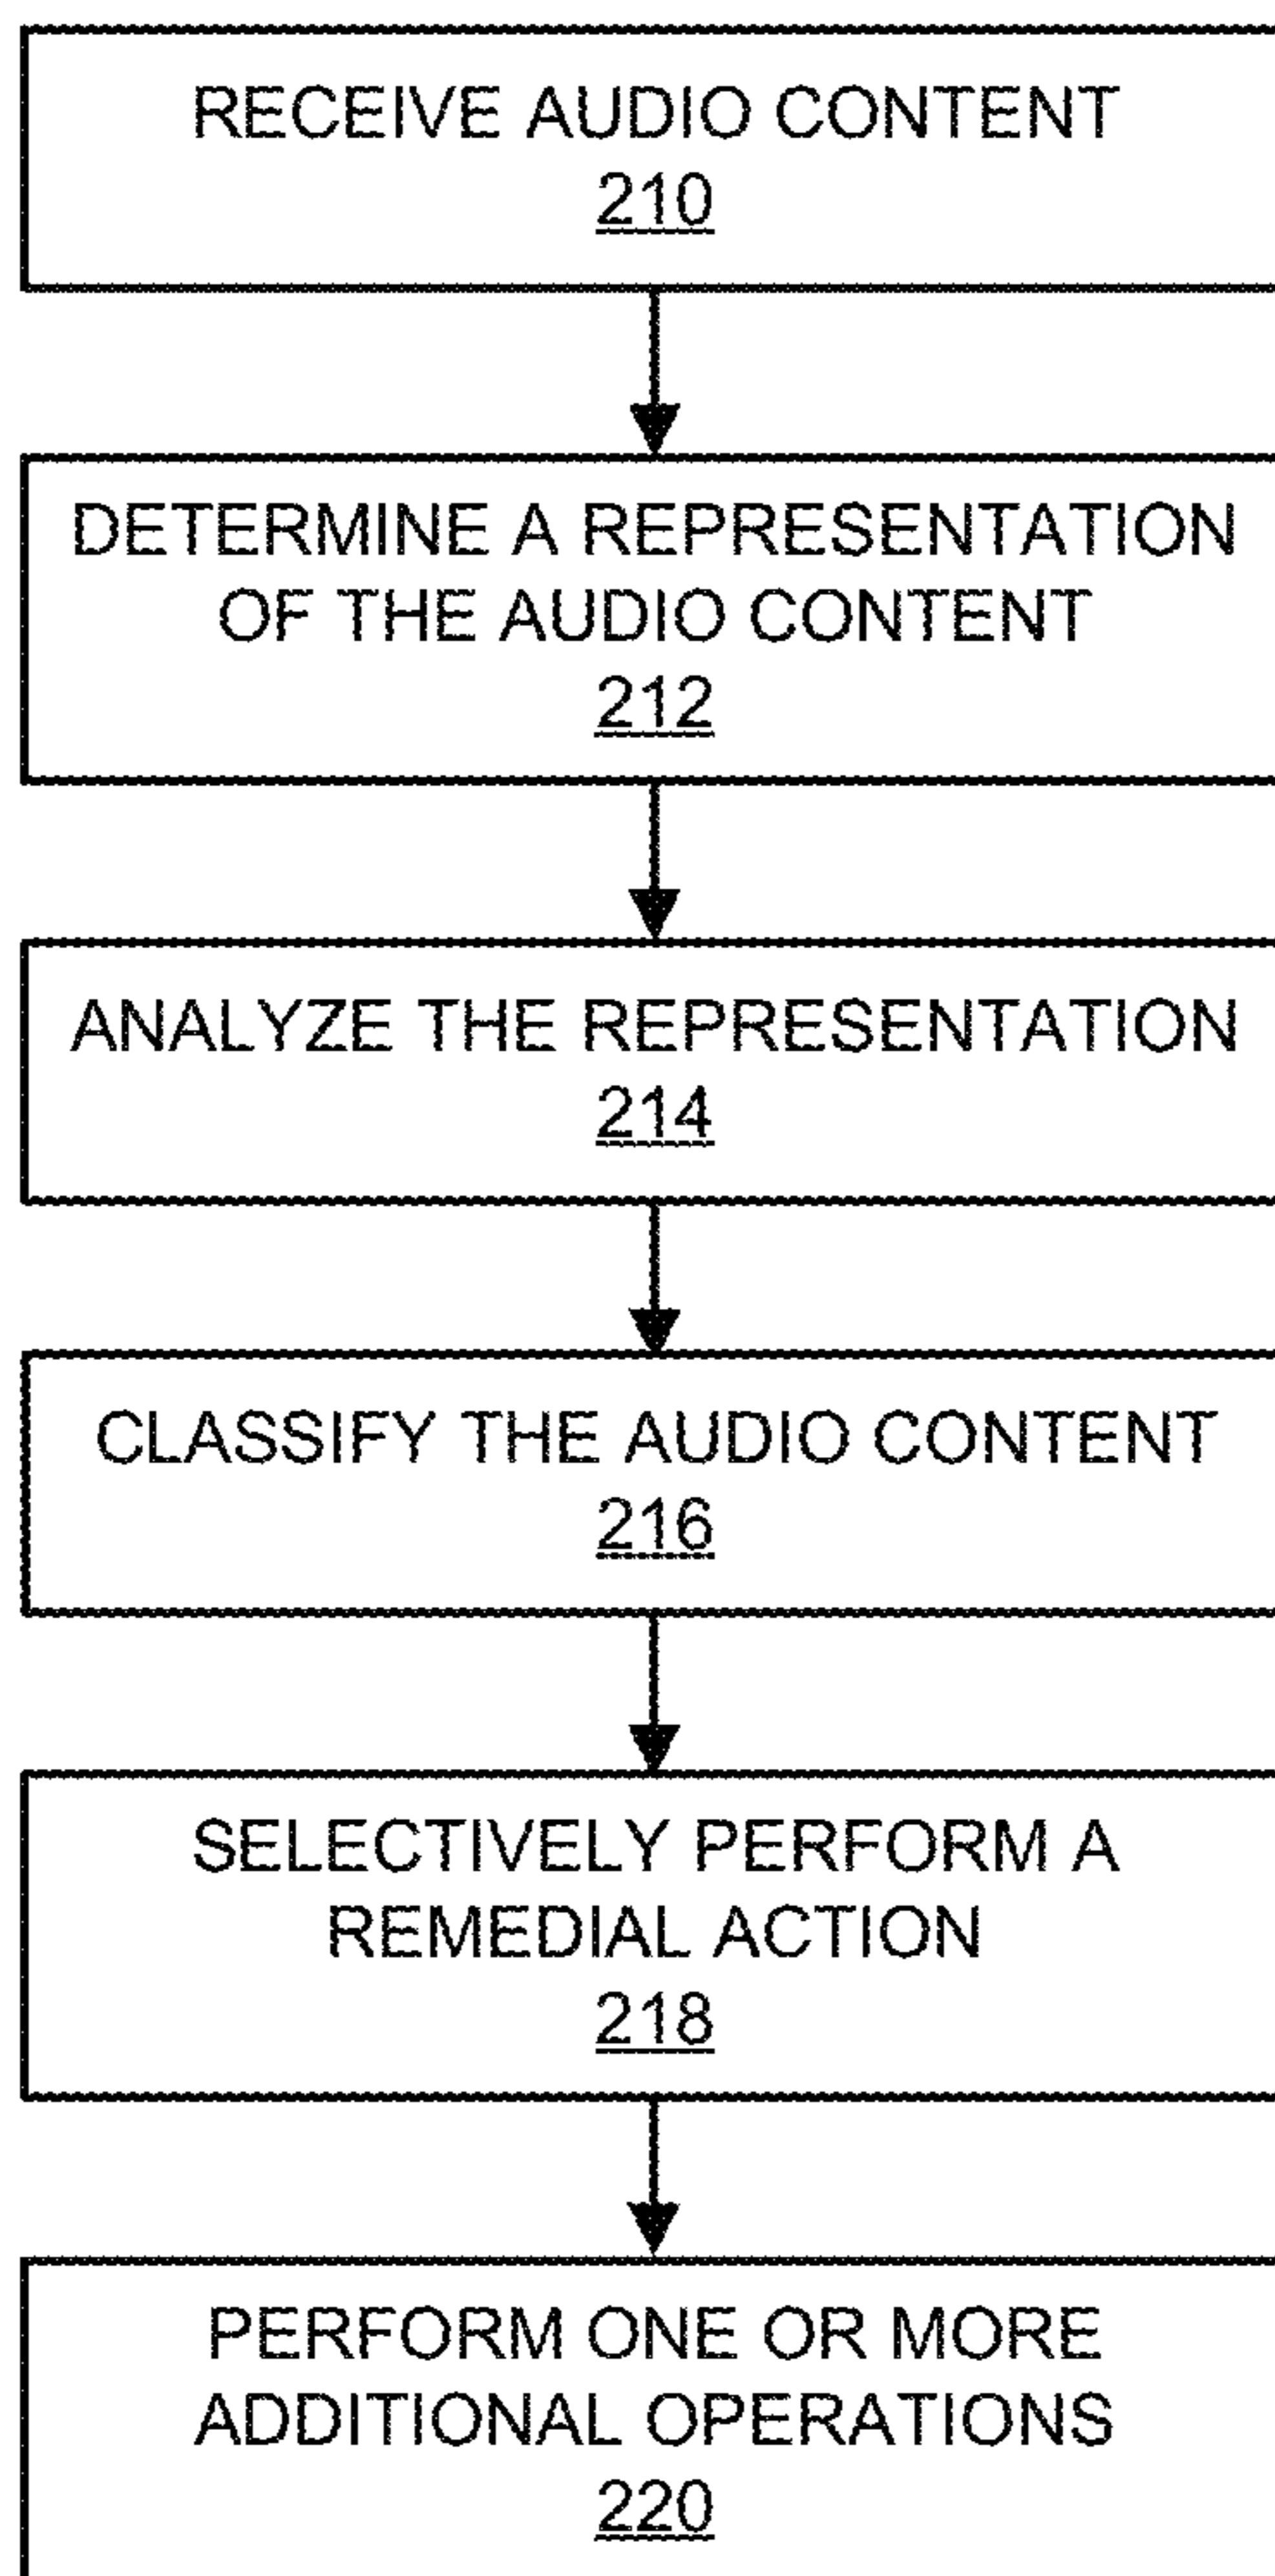 RECEIVE AUDIO CONTENT
210
DETERMINE A REPRESENTATION
OF THE AUDIO CONTENT
212
ANALYZE THE REPRESENTATION
214
CLASSIFY THE AUDIO CONTENT
216
SELECTIVELY PERFORM A
REMEDIAL ACTION
218
PERFORM ONE OR MORE
ADDITIONAL OPERATIONS
220